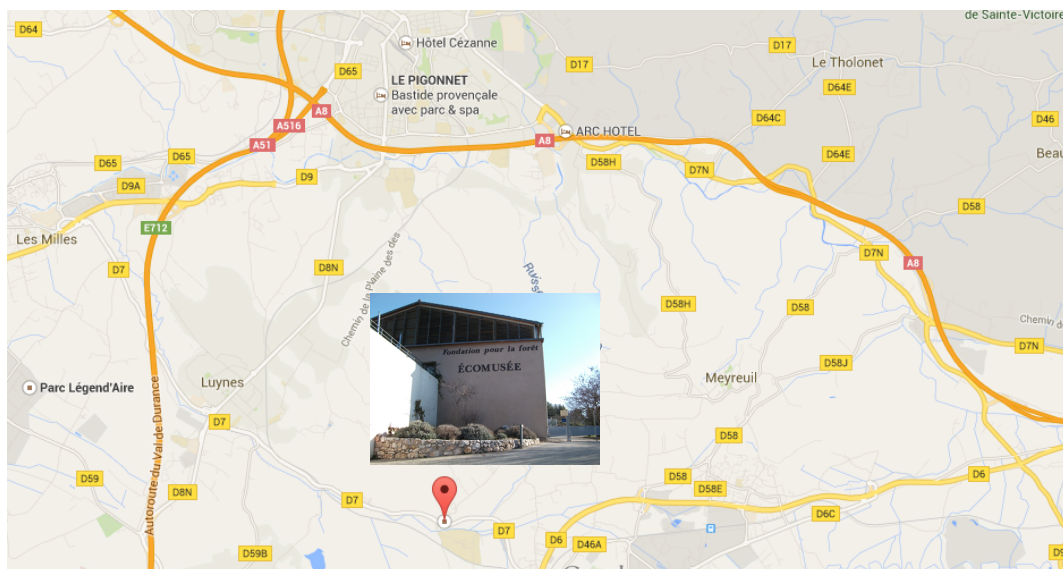 de Sainte-Victoire
D64
Hôtel Cézanne
D17
D65
LE PIGONNET
Bastide provençale
avec parc & spa
D17
Le Tholonet
D64E
A8
A516
A51
D64C
D46
ARC HOTEL
A8
D58H
D64E
Beau
D65
D65
D9A
D9
D7N
D58
E712
Les Milles
D7
D8N
Chemin de la Plaine des dés
Ruiss
D7N
A8
D58H
D58
Chemin d
D7N
Fondation pour la forêt
ÉCOMUSÉE
D58J
Parc Légend'Aire
Luynes
Meyreuil
D7
D58
Autoroute du Val de Durance
D59
D8N
D7
D58
D58E
D6
D7
D6
D46A
D6C
D59B
D9